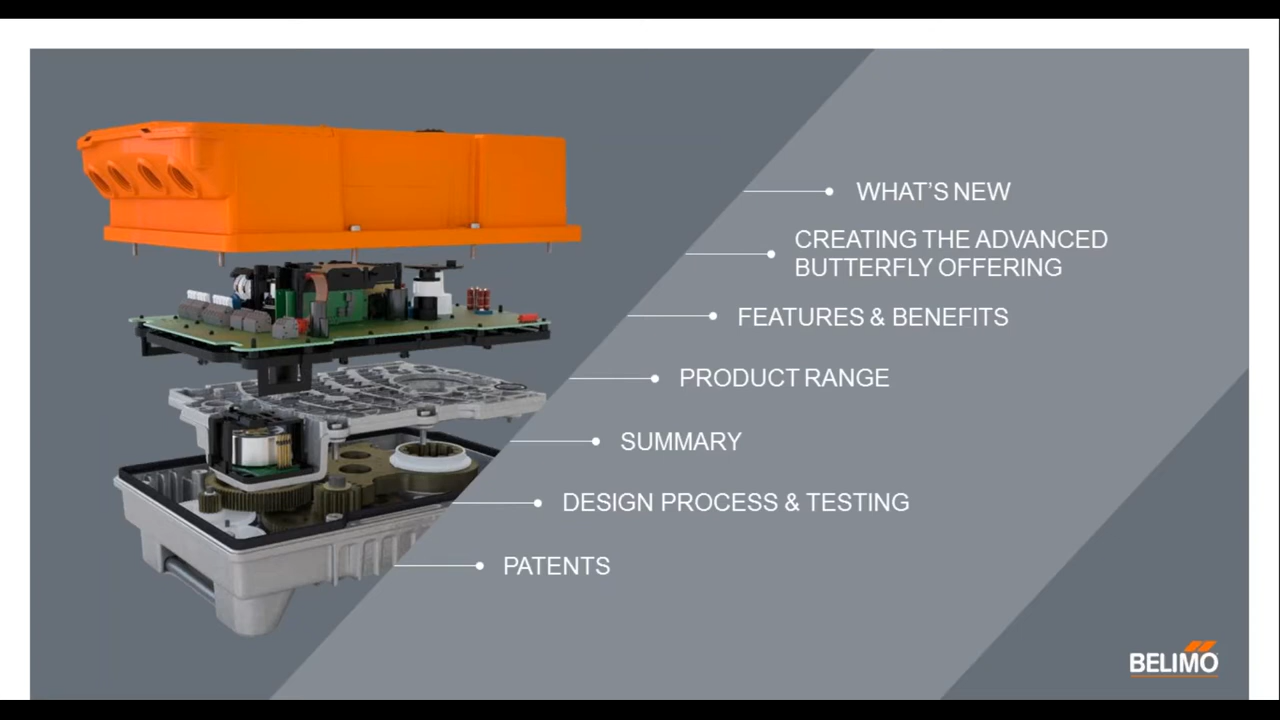 WHAT'S NEW
CREATING THE ADVANCED
BUTTERFLY OFFERING
FEATURES & BENEFITS
PRODUCT RANGE
SUMMARY
DESIGN PROCESS & TESTING
PATENTS
BELIMO